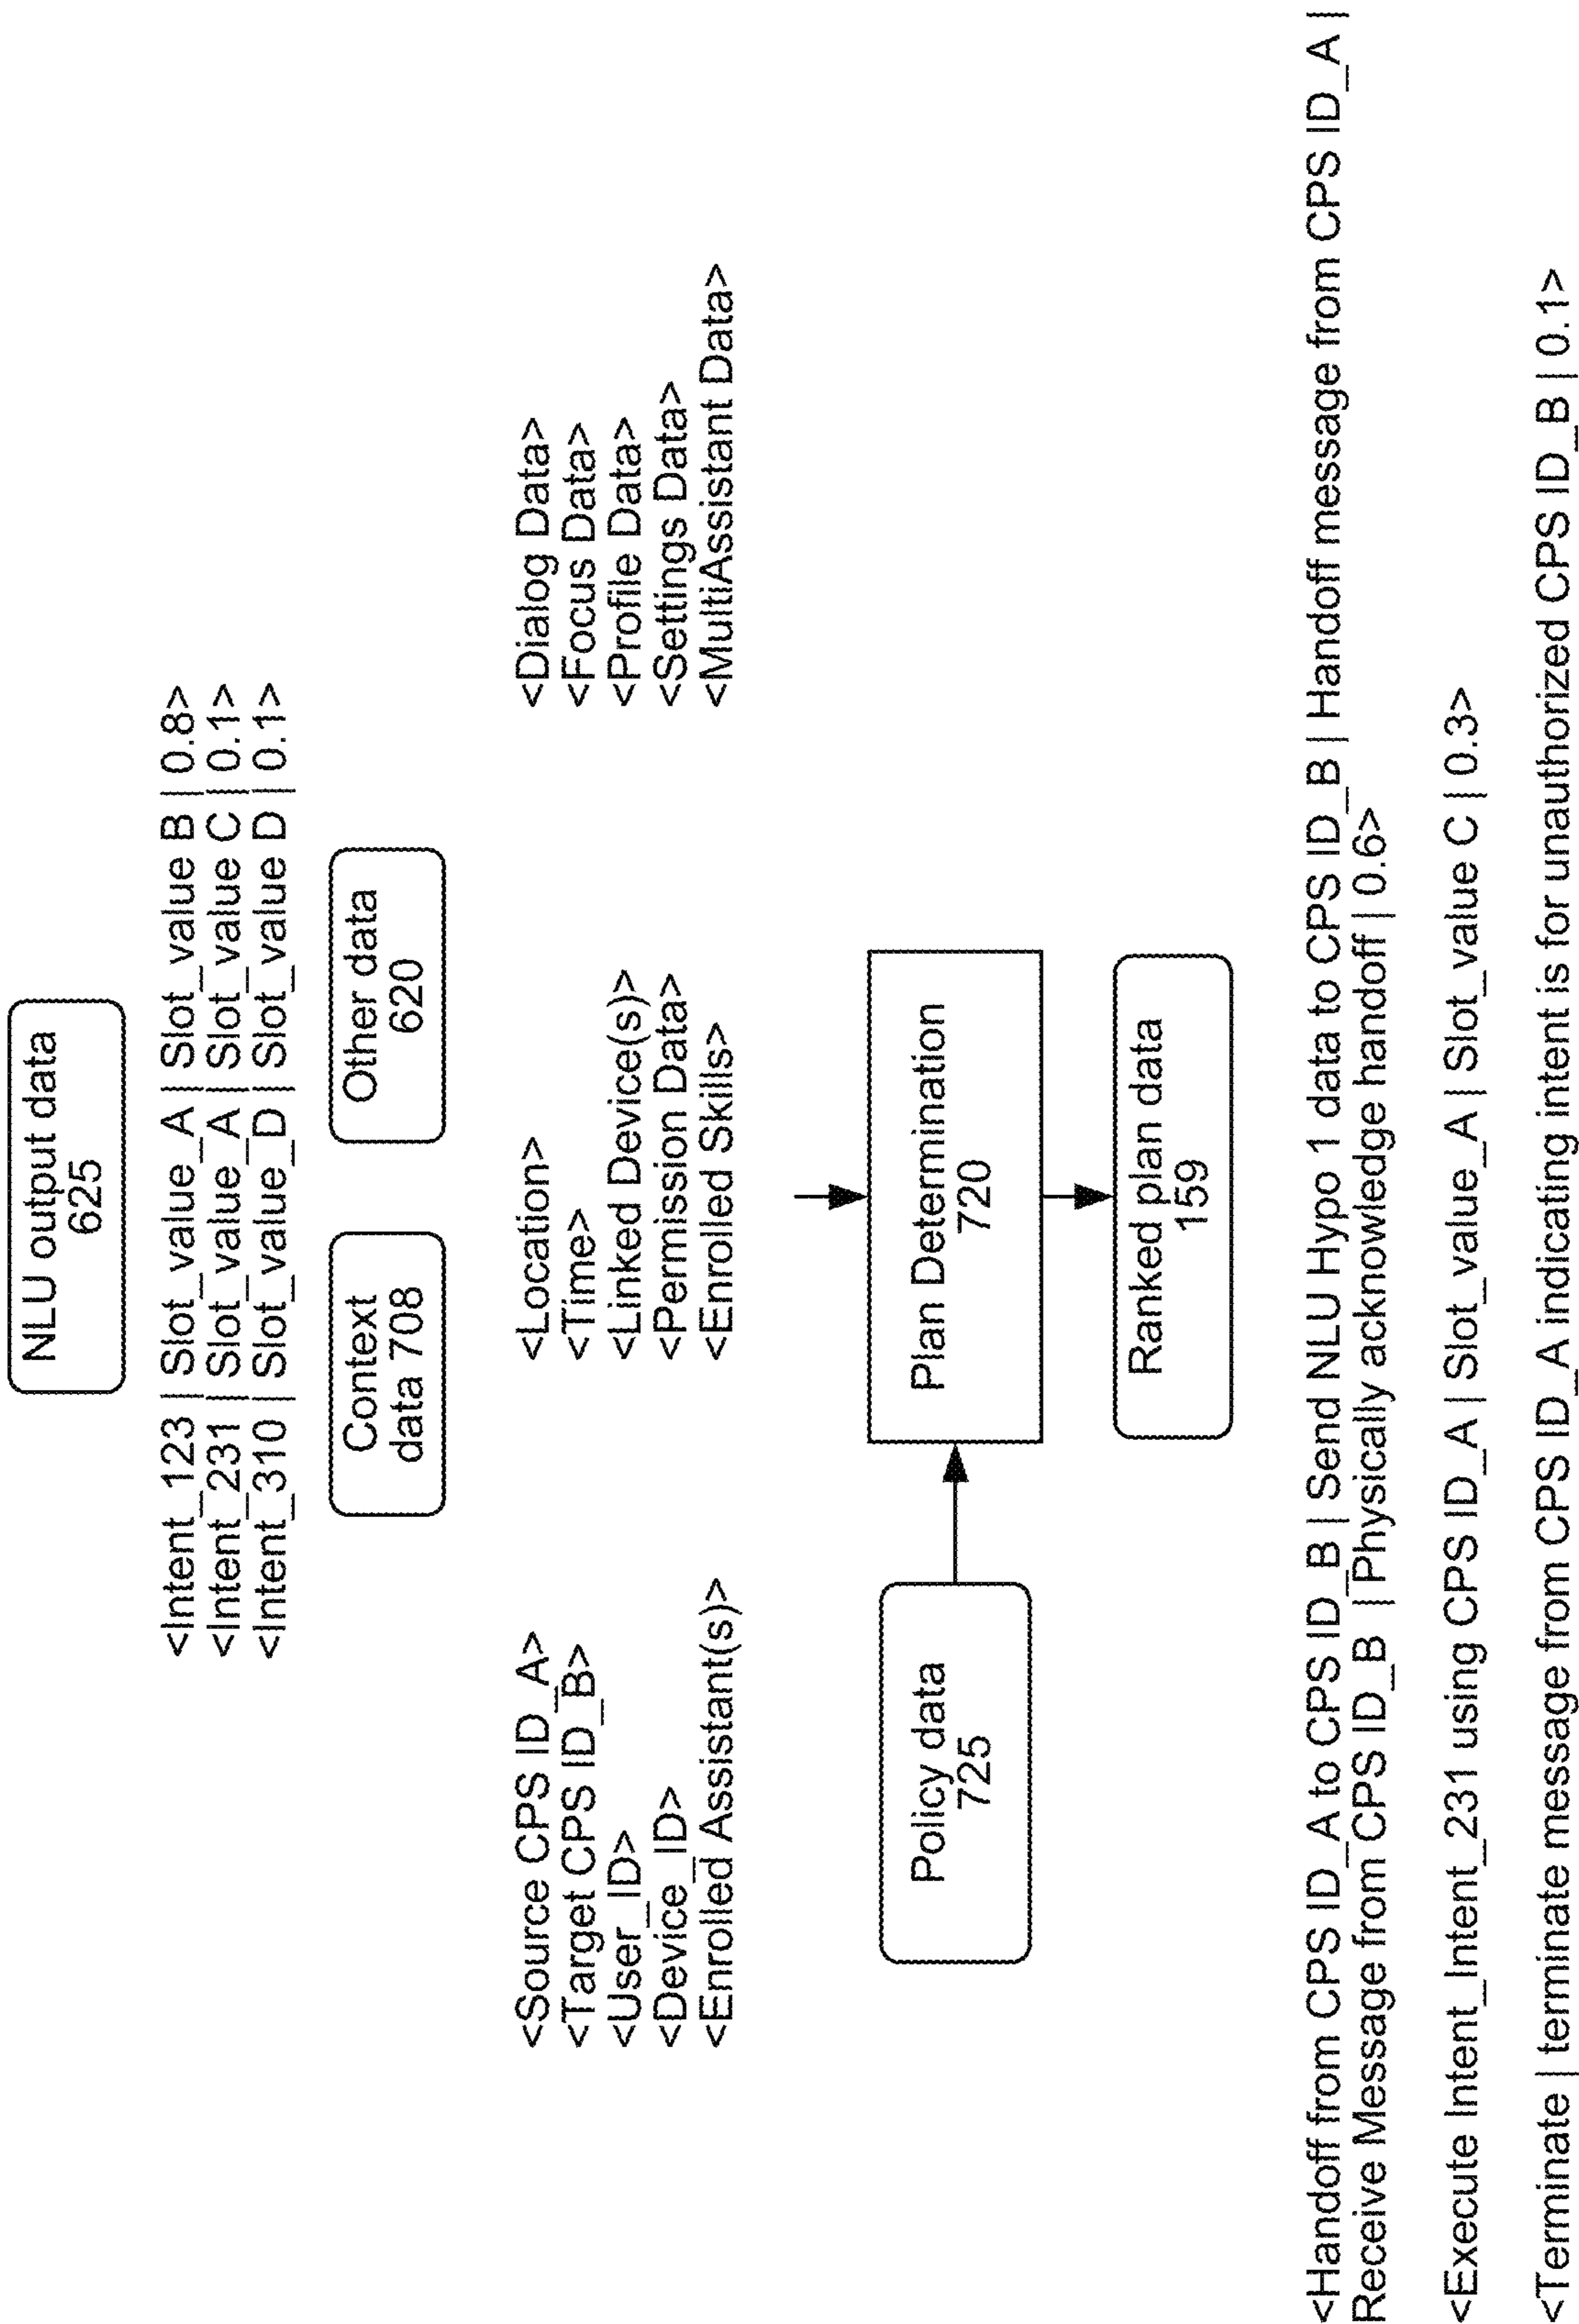 NLU output data
625
<Intent_123 | Slot_value_A | Slot_value B | 0.8>
<Intent_231 | Slot_value_A | Slot_value C | 0.1>
<Intent_310 | Slot_value_D | Slot_value D | 0.1>
Context
data 708
Other data
620
<Source CPS ID_A>
<Target CPS ID_B>
<User_ID>
<Device_ID>
<Enrolled Assistant(s)>
<Location>
<Time>
<Linked Device(s)>
<Permission Data>
<Enrolled Skills>
<Dialog Data>
<Focus Data>
<Profile Data>
<Settings Data>
<MultiAssistant Data>
Policy data
725
Plan Determination
720
Ranked plan data
159
<Handoff from CPS ID_A to CPS ID_B | Send NLU Hypo 1 data to CPS ID_B | Handoff message from CPS ID_A |
Receive Message from CPS ID_B | Physically acknowledge handoff | 0.6>
<Execute Intent_Intent_231 using CPS ID_A | Slot_value_A | Slot_value C | 0.3>
<Terminate | terminate message from CPS ID_A indicating intent is for unauthorized CPS ID_B | 0.1>